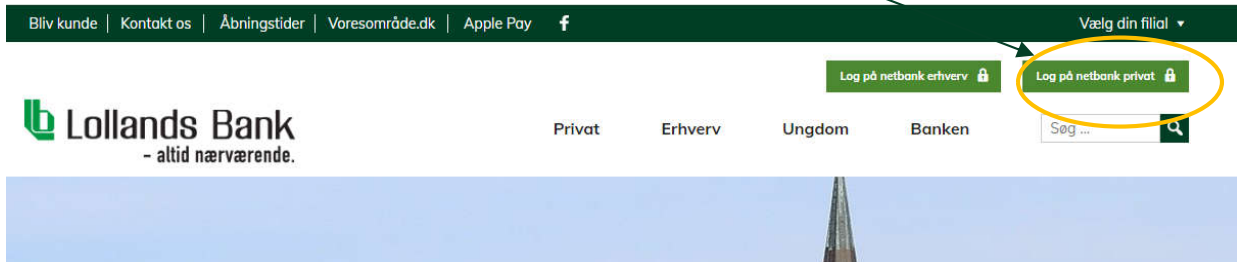 Bliv kunde | Kontakt os | Åbningstider | Voresområde.dk | Apple Pay f Vælg din filial
Log på netbank erhverv Log på netbank privat
Lollands Bank
- altid nærværende.
Privat Erhverv Ungdom Banken Søg ...